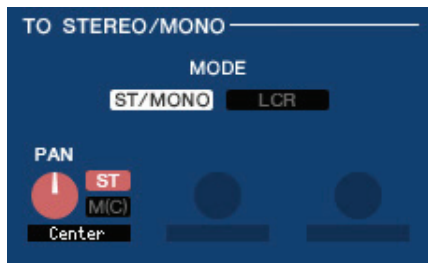 TO STEREO/MONO
MODE
ST/MONO LCR
PAN
ST
M(C)
Center